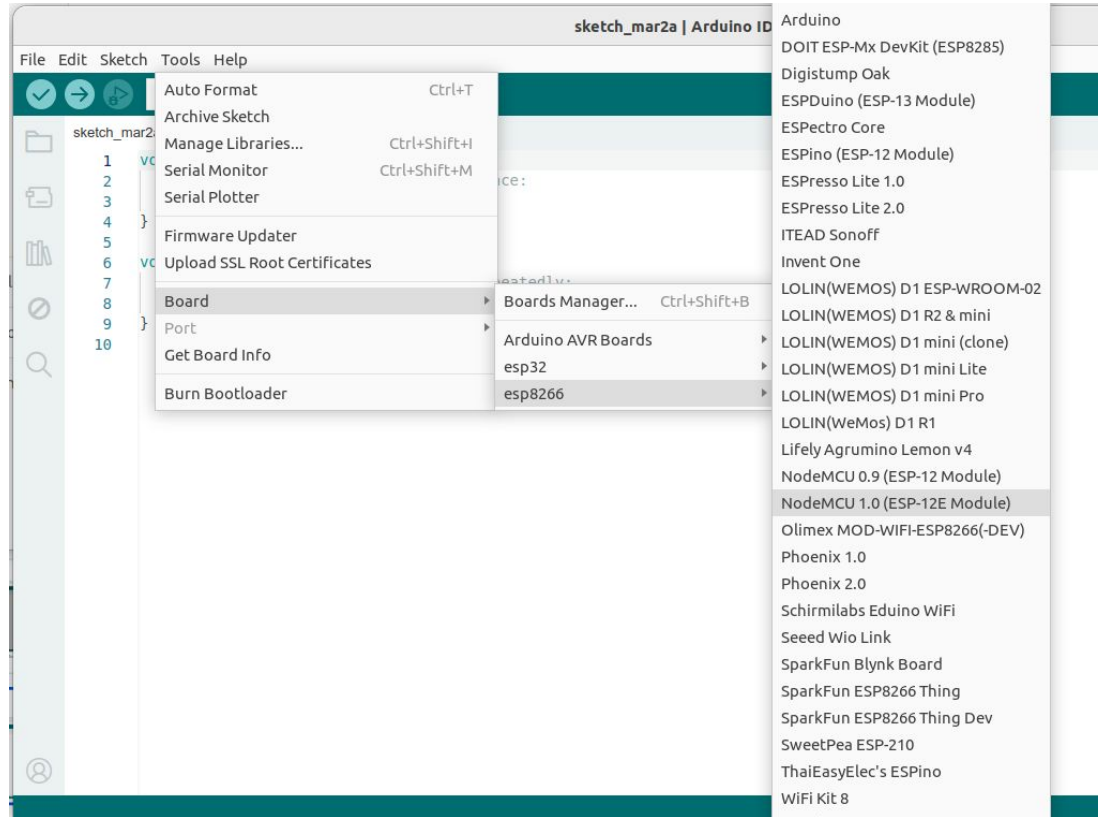 sketch_mar2a | Arduino ID
File Edit Sketch Tools Help
sketch_mar2
1 vo
2 ace:
3
4 }
5
6 vo
7 peatedly:
8
9 }
10
Auto Format Ctrl+T
Archive Sketch
Manage Libraries... Ctrl+Shift+I
Serial Monitor Ctrl+Shift+M
Serial Plotter
Firmware Updater
Upload SSL Root Certificates
Board
Port
Get Board Info
Burn Bootloader
Boards Manager... Ctrl+Shift+B
Arduino AVR Boards
esp32
esp8266
Arduino
DOIT ESP-Mx DevKit (ESP8285)
Digistump Oak
ESPDuino (ESP-13 Module)
ESPectro Core
ESPino (ESP-12 Module)
ESPresso Lite 1.0
ESPresso Lite 2.0
ITEAD Sonoff
Invent One
LOLIN(WEMOS) D1 ESP-WROOM-02
LOLIN(WEMOS) D1 R2 & mini
LOLIN(WEMOS) D1 mini (clone)
LOLIN(WEMOS) D1 mini Lite
LOLIN(WEMOS) D1 mini Pro
LOLIN(WeMos) D1 R1
Lifely Agrumino Lemon v4
NodeMCU 0.9 (ESP-12 Module)
NodeMCU 1.0 (ESP-12E Module)
Olimex MOD-WIFI-ESP8266(-DEV)
Phoenix 1.0
Phoenix 2.0
Schirmilabs Eduino WiFi
Seeed Wio Link
SparkFun Blynk Board
SparkFun ESP8266 Thing
SparkFun ESP8266 Thing Dev
SweetPea ESP-210
ThaiEasyElec's ESPino
WiFi Kit 8